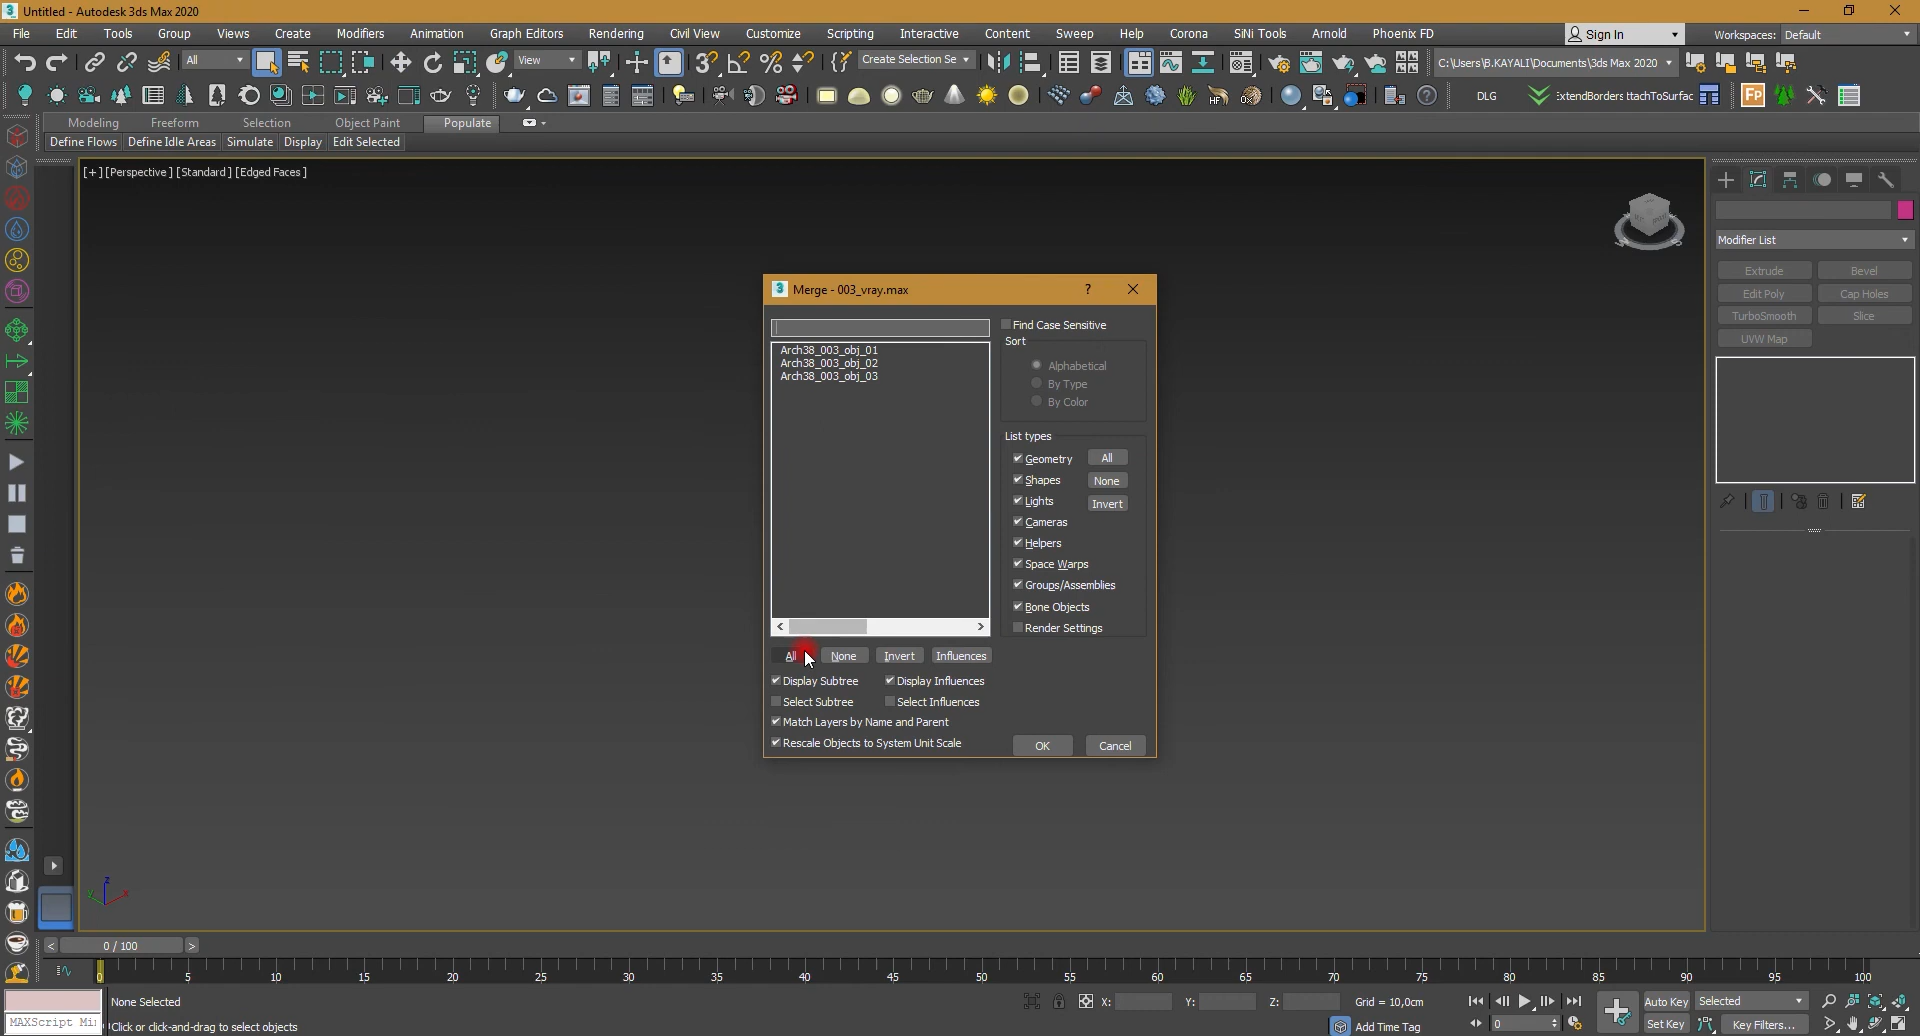 Untitled - Autodesk 3ds Max 2020
File Edit Tools Group Views Create Modifiers Animation Graph Editors Rendering Civil View Customize Scripting Interactive Content Sweep Help Corona SiNi Tools Arnold Phoenix FD Sign In Workspaces: Default
All View Create Selection Se C:\Users\B.KAYALI\Documents\3ds Max 2020
DLG ExtendBorders ttachToSurfac
Modeling Freeform Selection Object Paint Populate
Define Flows Define Idle Areas Simulate Display Edit Selected
[+] [Perspective] [Standard] [Edged Faces]
Modifier List
Extrude Bevel
Edit Poly Cap Holes
TurboSmooth Slice
UVW Map
Merge - 003_vray.max ?
Find Case Sensitive
Sort
Arch38_003_obj_01
Arch38_003_obj_02
Arch38_003_obj_03
Alphabetical
By Type
By Color
List types
Geometry All
Shapes None
Lights Invert
Cameras
Helpers
Space Warps
Groups/Assemblies
Bone Objects
Render Settings
All None Invert Influences
Display Subtree Display Influences
Select Subtree Select Influences
Match Layers by Name and Parent
Rescale Objects to System Unit Scale
OK Cancel
< 0 / 100 >
0 5 10 15 20 25 30 35 40 45 50 55 60 65 70 75 80 85 90 95 100
None Selected X: Y: Z: Grid = 10,0cm Auto Key Selected
MAXScript Mi Click or click-and-drag to select objects Add Time Tag 0 Set Key Key Filters...